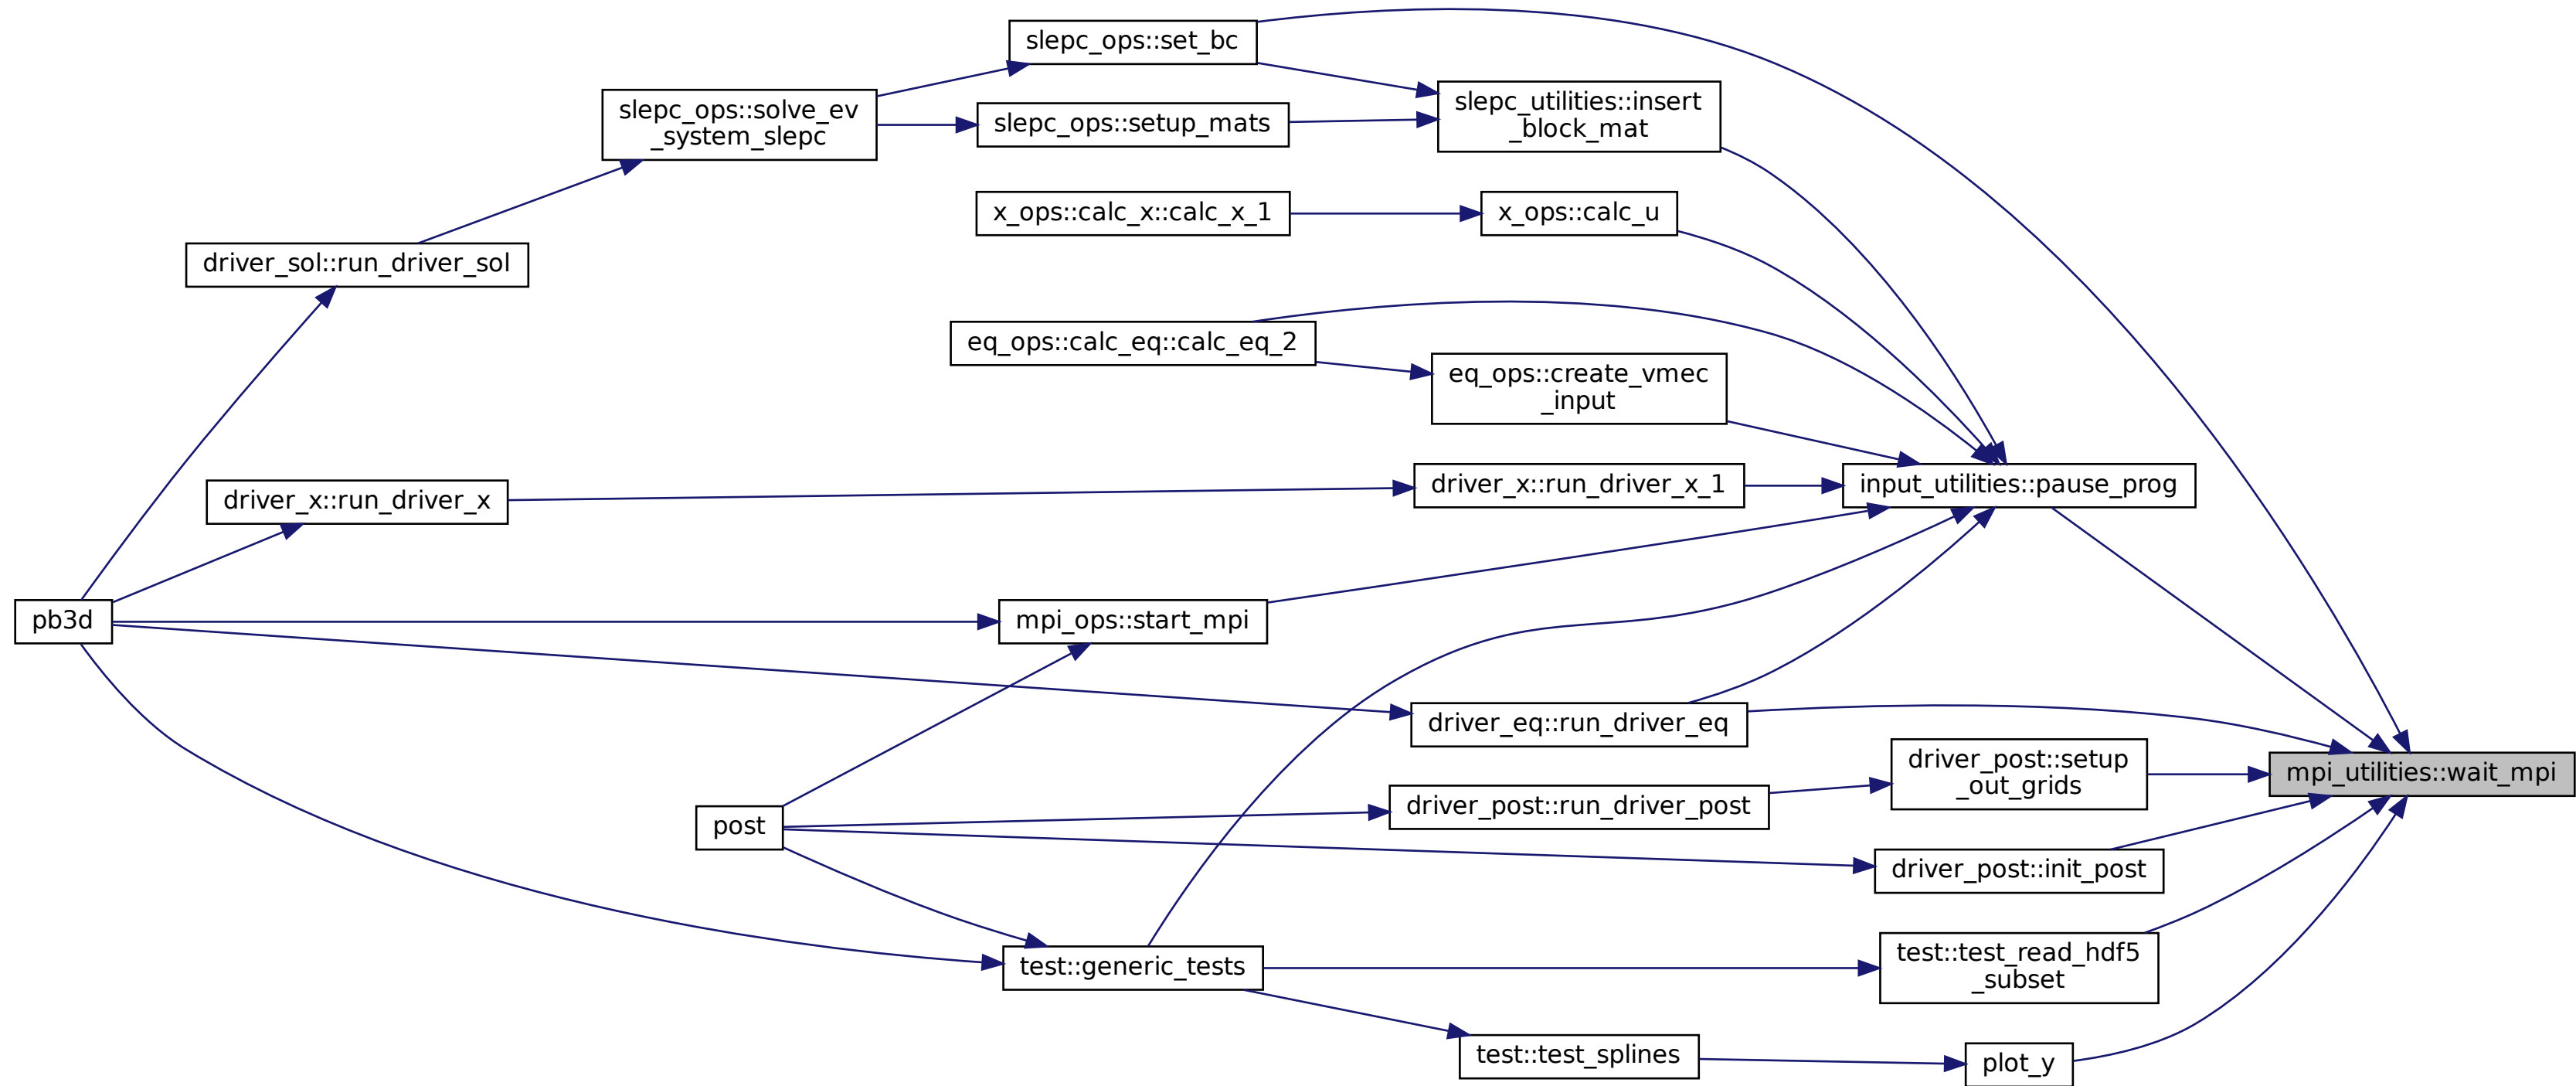 slepc_ops::set_bc
slepc_utilities::insert
_block_mat
slepc_ops::solve_ev
_system_slepc
slepc_ops::setup_mats
x_ops::calc_x::calc_x_1
x_ops::calc_u
driver_sol::run_driver_sol
eq_ops::calc_eq::calc_eq_2
eq_ops::create_vmec
_input
driver_x::run_driver_x
driver_x::run_driver_x_1
input_utilities::pause_prog
pb3d
mpi_ops::start_mpi
driver_eq::run_driver_eq
driver_post::setup
_out_grids
mpi_utilities::wait_mpi
post
driver_post::run_driver_post
driver_post::init_post
test::generic_tests
test::test_read_hdf5
_subset
test::test_splines
plot_y